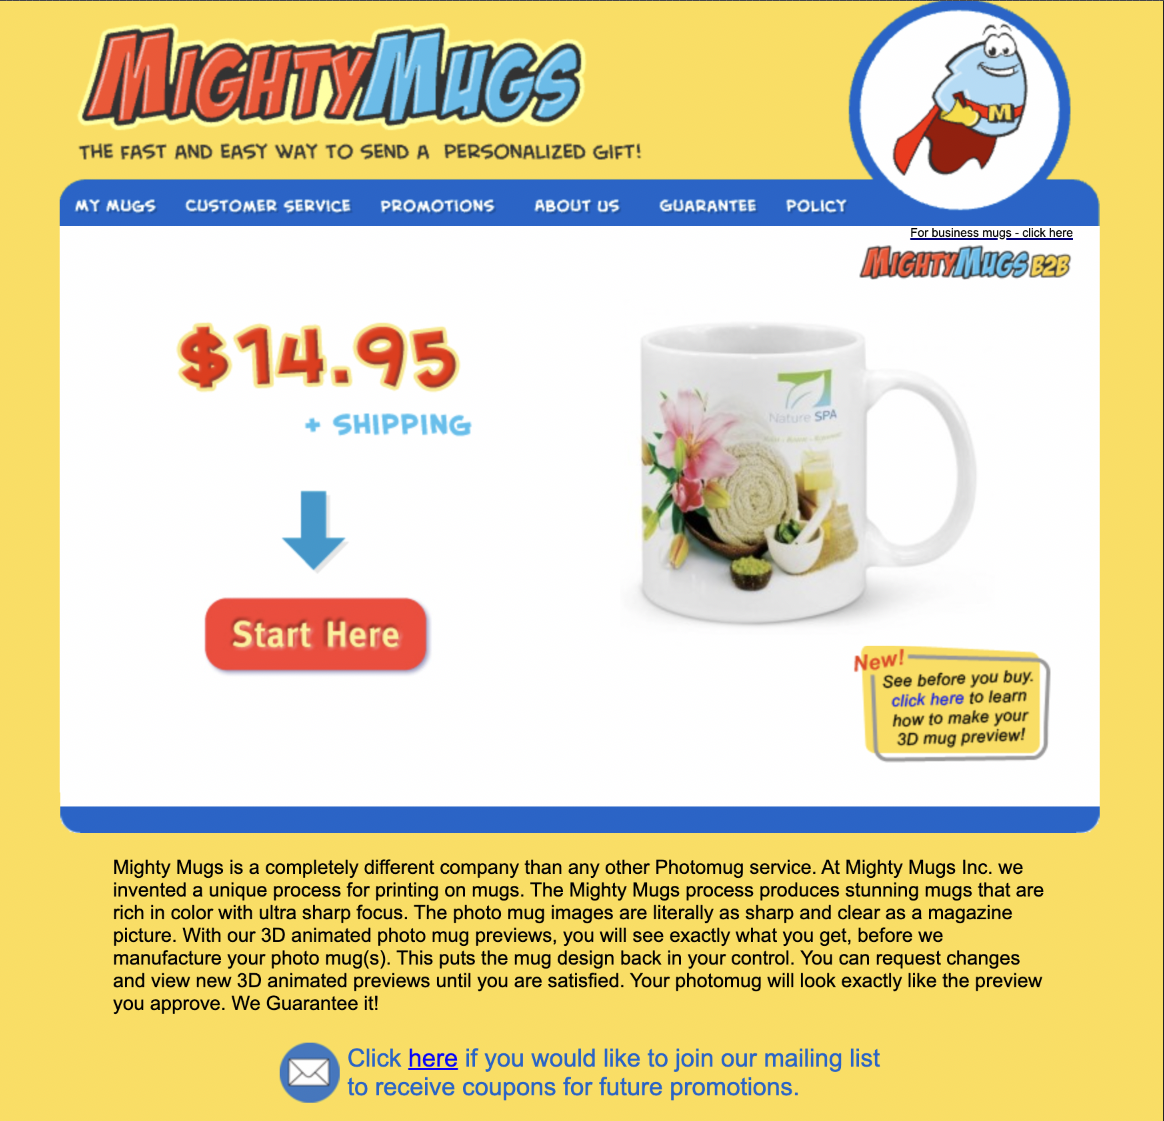 MightyMugs
THE FAST AND EASY WAY TO SEND A PERSONALIZED GIFT!
M
MY MUGS CUSTOMER SERVICE PROMOTIONS ABOUT US GUARANTEE POLICY
For business mugs - click here
MightyMugs B2B
$14.95
+ SHIPPING
Start Here
Nature SPA
New!
See before you buy.
click here to learn
how to make your
3D mug preview!
Mighty Mugs is a completely different company than any other Photomug service. At Mighty Mugs Inc. we
invented a unique process for printing on mugs. The Mighty Mugs process produces stunning mugs that are
rich in color with ultra sharp focus. The photo mug images are literally as sharp and clear as a magazine
picture. With our 3D animated photo mug previews, you will see exactly what you get, before we
manufacture your photo mug(s). This puts the mug design back in your control. You can request changes
and view new 3D animated previews until you are satisfied. Your photomug will look exactly like the preview
you approve. We Guarantee it!
Click here if you would like to join our mailing list
to receive coupons for future promotions.